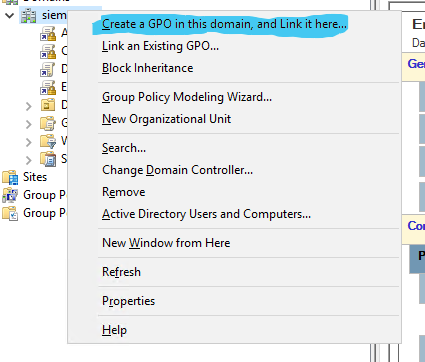 Domains
siem
Create a GPO in this domain, and Link it here...
Link an Existing GPO...
Block Inheritance
Group Policy Modeling Wizard...
New Organizational Unit
Search...
Change Domain Controller...
Remove
Active Directory Users and Computers...
New Window from Here
Refresh
Properties
Help
Sites
Group P
Group P
Da
Ge
Co
P